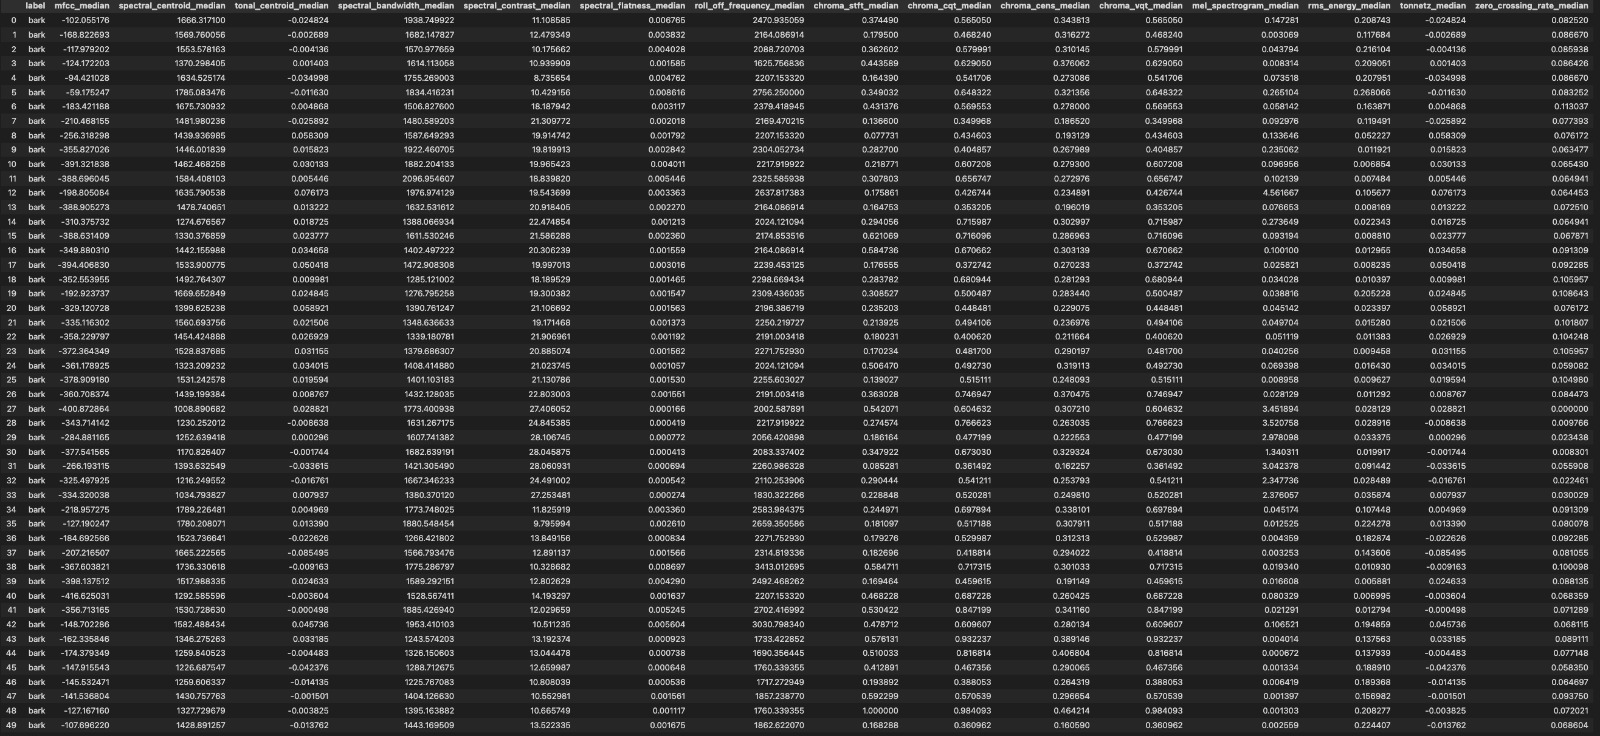 label mfcc_median spectral_centroid_median tonal_centroid_median spectral_bandwidth_median spectral_contrast_median spectral_flatness_median roll_off_frequency_median chroma_stft_median chroma_cqt_median chroma_cens_median chroma_vqt_median mel_spectrogram_median rms_energy_median tonnetz_median zero_crossing_rate_median
0 bark -102.055176 1666.317100 -0.024824 1938.749922 11.108585 0.006765 2470.935059 0.374490 0.565050 0.343813 0.565050 0.147281 0.208743 -0.024824 0.082520
1 bark -168.822693 1569.760056 -0.002689 1682.147827 12.479349 0.003832 2164.086914 0.179500 0.468240 0.316272 0.468240 0.003069 0.117684 -0.002689 0.086670
2 bark -117.979202 1553.578163 -0.004136 1570.977659 10.175662 0.004028 2088.720703 0.362602 0.579991 0.310145 0.579991 0.043794 0.216104 -0.004136 0.085938
3 bark -124.172203 1370.298405 0.001403 1614.113058 10.939909 0.001585 1625.756836 0.443589 0.629050 0.376062 0.629050 0.008314 0.209051 0.001403 0.086426
4 bark -94.421028 1634.525174 -0.034998 1755.269003 8.735654 0.004762 2207.153320 0.164390 0.541706 0.273086 0.541706 0.073518 0.207951 -0.034998 0.086670
5 bark -59.175247 1785.083476 -0.011630 1834.416231 10.429156 0.008616 2756.250000 0.349032 0.648322 0.321356 0.648322 0.265104 0.268066 -0.011630 0.083252
6 bark -183.421188 1675.730932 0.004868 1506.827600 18.187942 0.003117 2379.418945 0.431376 0.569553 0.278000 0.569553 0.058142 0.163871 0.004868 0.113037
7 bark -210.468155 1481.980236 -0.025892 1480.589203 21.309772 0.002018 2169.470215 0.136600 0.349968 0.186520 0.349968 0.092976 0.119491 -0.025892 0.077393
8 bark -256.318298 1439.936985 0.058309 1587.649293 19.914742 0.001792 2207.153320 0.077731 0.434603 0.193129 0.434603 0.133646 0.052227 0.058309 0.076172
9 bark -355.827026 1446.001839 0.015823 1922.460705 19.819913 0.002842 2304.052734 0.282700 0.404857 0.267989 0.404857 0.235062 0.011921 0.015823 0.063477
10 bark -391.321838 1462.468258 0.030133 1882.204133 19.965423 0.004011 2217.919922 0.218771 0.607208 0.279300 0.607208 0.096956 0.006854 0.030133 0.065430
11 bark -388.696045 1584.408103 0.005446 2096.954607 18.839820 0.005446 2325.585938 0.307803 0.656747 0.272976 0.656747 0.102139 0.007484 0.005446 0.064941
12 bark -198.805084 1635.790538 0.076173 1976.974129 19.543699 0.003363 2637.817383 0.175861 0.426744 0.234891 0.426744 4.561667 0.105677 0.076173 0.064453
13 bark -388.905273 1478.740651 0.013222 1632.531612 20.918405 0.002270 2164.086914 0.164753 0.353205 0.196019 0.353205 0.076653 0.008169 0.013222 0.072510
14 bark -310.375732 1274.676567 0.018725 1388.066934 22.474854 0.001213 2024.121094 0.294056 0.715987 0.302997 0.715987 0.273649 0.022343 0.018725 0.064941
15 bark -388.631409 1330.376859 0.023777 1611.530246 21.586288 0.002360 2174.853516 0.621069 0.716096 0.286963 0.716096 0.093194 0.008810 0.023777 0.067871
16 bark -349.880310 1442.155988 0.034658 1402.497222 20.306239 0.001559 2164.086914 0.584736 0.670662 0.303139 0.670662 0.100100 0.012955 0.034658 0.091309
17 bark -394.406830 1533.900775 0.050418 1472.908308 19.997013 0.003016 2239.453125 0.176555 0.372742 0.270233 0.372742 0.025821 0.008235 0.050418 0.092285
18 bark -352.553955 1492.764307 0.009981 1285.121002 18.189529 0.001465 2298.669434 0.283782 0.680944 0.281293 0.680944 0.034028 0.010397 0.009981 0.105957
19 bark -192.923737 1669.652849 0.024845 1276.795258 19.300382 0.001547 2309.436035 0.308527 0.500487 0.283440 0.500487 0.038816 0.205228 0.024845 0.108643
20 bark -329.120728 1399.625238 0.058921 1390.761247 21.106692 0.001563 2196.386719 0.235203 0.448481 0.229075 0.448481 0.045142 0.023397 0.058921 0.076172
21 bark -335.116302 1560.693756 0.021506 1348.636633 19.171468 0.001373 2250.219727 0.213925 0.494106 0.236976 0.494106 0.049704 0.015280 0.021506 0.101807
22 bark -358.229797 1454.424888 0.026929 1339.180781 21.906961 0.001192 2191.003418 0.180231 0.400620 0.211664 0.400620 0.051119 0.011383 0.026929 0.104248
23 bark -372.364349 1528.837685 0.031155 1379.686307 20.885074 0.001562 2271.752930 0.170234 0.481700 0.290197 0.481700 0.040256 0.009458 0.031155 0.105957
24 bark -361.178925 1323.209232 0.034015 1408.414880 21.023745 0.001057 2024.121094 0.506470 0.492730 0.319113 0.492730 0.069398 0.016430 0.034015 0.059082
25 bark -378.909180 1531.242578 0.019594 1401.103183 21.130786 0.001530 2255.603027 0.139027 0.515111 0.248093 0.515111 0.008958 0.009627 0.019594 0.104980
26 bark -360.708374 1439.199384 0.008767 1432.128035 22.803003 0.001551 2191.003418 0.363028 0.746947 0.370475 0.746947 0.028129 0.011292 0.008767 0.084473
27 bark -400.872864 1008.890682 0.028821 1773.400938 27.406052 0.000166 2002.587891 0.542071 0.604632 0.307210 0.604632 3.451894 0.028129 0.028821 0.000000
28 bark -343.714142 1230.252012 -0.008638 1631.267175 24.845385 0.000419 2217.919922 0.274574 0.766623 0.263035 0.766623 3.520758 0.028916 -0.008638 0.009766
29 bark -284.881165 1252.639418 0.000296 1607.741382 28.106745 0.000772 2056.420898 0.186164 0.477199 0.222553 0.477199 2.978098 0.033375 0.000296 0.023438
30 bark -377.541565 1170.826407 -0.001744 1682.639191 28.045875 0.000413 2083.337402 0.347922 0.673030 0.329324 0.673030 1.340311 0.019917 -0.001744 0.008301
31 bark -266.193115 1393.632549 -0.033615 1421.305490 28.060931 0.000694 2260.986328 0.085281 0.361492 0.162257 0.361492 3.042378 0.091442 -0.033615 0.055908
32 bark -325.497925 1216.249552 -0.016761 1667.346233 24.491002 0.000542 2110.253906 0.290444 0.541211 0.253793 0.541211 2.347736 0.028489 -0.016761 0.022461
33 bark -334.320038 1034.793827 0.007937 1380.370120 27.253481 0.000274 1830.322266 0.228848 0.520281 0.249810 0.520281 2.376057 0.035874 0.007937 0.030029
34 bark -218.957275 1789.226481 0.004969 1773.748025 11.825919 0.003360 2583.984375 0.244971 0.697894 0.338101 0.697894 0.045174 0.107448 0.004969 0.091309
35 bark -127.190247 1780.208071 0.013390 1880.548454 9.795994 0.002610 2659.350586 0.181097 0.517188 0.307911 0.517188 0.012525 0.224278 0.013390 0.080078
36 bark -184.692566 1523.736641 -0.022626 1266.421802 13.849156 0.000834 2271.752930 0.179276 0.529987 0.312313 0.529987 0.004359 0.182874 -0.022626 0.092285
37 bark -207.216507 1665.222565 -0.085495 1566.793476 12.891137 0.001566 2314.819336 0.182696 0.418814 0.294022 0.418814 0.003253 0.143606 -0.085495 0.081055
38 bark -367.603821 1736.330618 -0.009163 1775.286797 10.328682 0.008697 3413.012695 0.584711 0.717315 0.301033 0.717315 0.019340 0.010930 -0.009163 0.100098
39 bark -398.137512 1517.988335 0.024633 1589.292151 12.802629 0.004290 2492.468262 0.169464 0.459615 0.191149 0.459615 0.016608 0.005881 0.024633 0.088135
40 bark -416.625031 1292.585596 -0.003604 1528.567411 14.193297 0.001637 2207.153320 0.468228 0.687228 0.260425 0.687228 0.080329 0.006995 -0.003604 0.068359
41 bark -356.713165 1530.728630 -0.000498 1885.426940 12.029659 0.005245 2702.416992 0.530422 0.847199 0.341160 0.847199 0.021291 0.012794 -0.000498 0.071289
42 bark -148.702286 1582.488434 0.045736 1953.410103 10.511235 0.005604 3030.798340 0.478712 0.609607 0.280134 0.609607 0.106521 0.194859 0.045736 0.068115
43 bark -162.335846 1346.275263 0.033185 1243.574203 13.192374 0.000923 1733.422852 0.576131 0.932237 0.389146 0.932237 0.004014 0.137563 0.033185 0.089111
44 bark -174.379349 1259.840523 -0.004483 1326.150603 13.044478 0.000738 1690.356445 0.510033 0.816814 0.406804 0.816814 0.000672 0.137939 -0.004483 0.077148
45 bark -147.915543 1226.687547 -0.042376 1288.712675 12.659987 0.000648 1760.339355 0.412891 0.467356 0.290065 0.467356 0.001334 0.188910 -0.042376 0.058350
46 bark -145.532471 1259.606337 -0.014135 1225.767083 10.808039 0.000536 1717.272949 0.193892 0.388053 0.264319 0.388053 0.006419 0.189368 -0.014135 0.064697
47 bark -141.536804 1430.757763 -0.001501 1404.126630 10.552981 0.001561 1857.238770 0.592299 0.570539 0.296654 0.570539 0.001397 0.156982 -0.001501 0.093750
48 bark -127.167160 1327.729679 -0.003825 1395.163882 10.665749 0.001117 1760.339355 1.000000 0.984093 0.464214 0.984093 0.001303 0.208277 -0.003825 0.072021
49 bark -107.696220 1428.891257 -0.013762 1443.169509 13.522335 0.001675 1862.622070 0.168288 0.360962 0.160590 0.360962 0.002559 0.224407 -0.013762 0.068604